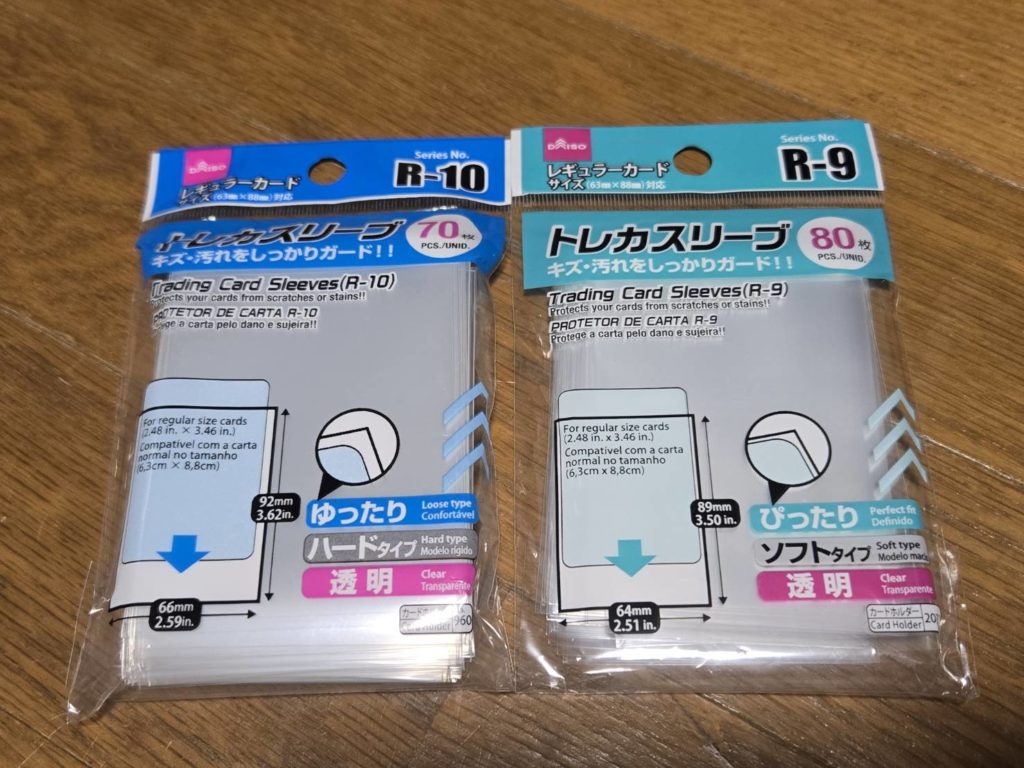 DAISO
レギュラーカード
サイズ(63㎜×88㎜)対応
Series No.
R-10
トレカスリーブ
70枚
PCS./UNID.
キズ・汚れをしっかりガード!!
Trading Card Sleeves(R-10)
Protects your cards from scratches or stains!!
PROTETOR DE CARTA R-10
Protege a carta pelo dano e sujeira!!
For regular size cards
(2.48 in. × 3.46 in.)
Compatível com a carta
normal no tamanho
(6,3cm × 8,8cm)
92mm
3.62in.
66mm
2.59in.
ゆったり
Loose type
Confortável
ハードタイプ
Hard type
Modelo rígido
透明
Clear
Transparente
カードホルダー
Card Holder
960
DAISO
レギュラーカード
サイズ(63㎜×88㎜)対応
Series No.
R-9
トレカスリーブ
80枚
PCS./UNID.
キズ・汚れをしっかりガード!!
Trading Card Sleeves(R-9)
Protects your cards from scratches or stains!!
PROTETOR DE CARTA R-9
Protege a carta pelo dano e sujeira!!
For regular size cards
(2.48 in. x 3.46 in.)
Compatível com a carta
normal no tamanho
(6,3cm x 8,8cm)
89mm
3.50in.
64mm
2.51in.
ぴったり
Perfect fit
Definido
ソフトタイプ
Soft type
Modelo
透明
Clear
Transparente
カードホルダー
Card Holder